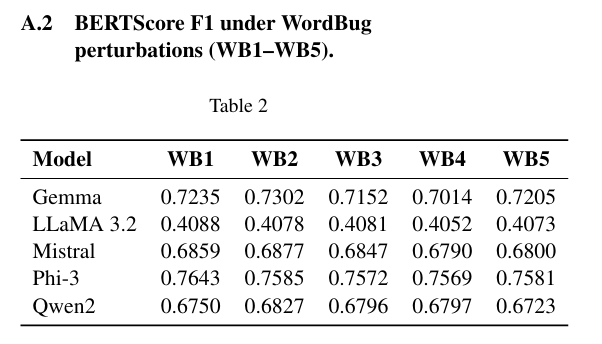 A.2 BERTScore F1 under WordBug
perturbations (WB1–WB5).
Table 2
Model WB1 WB2 WB3 WB4 WB5
Gemma 0.7235 0.7302 0.7152 0.7014 0.7205
LLaMA 3.2 0.4088 0.4078 0.4081 0.4052 0.4073
Mistral 0.6859 0.6877 0.6847 0.6790 0.6800
Phi-3 0.7643 0.7585 0.7572 0.7569 0.7581
Qwen2 0.6750 0.6827 0.6796 0.6797 0.6723